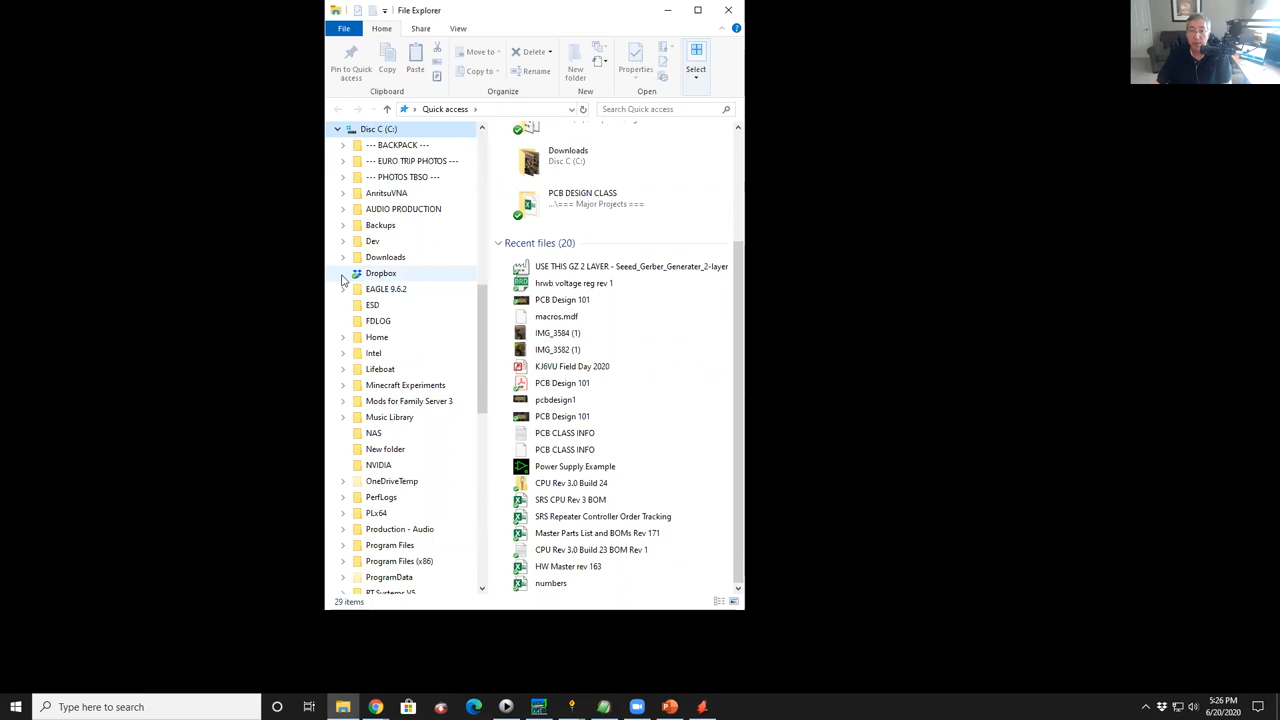 File Explorer
File
Home
Share
View
Pin to Quick
access
Copy
Paste
Move to
Copy to
Delete
Rename
New
folder
Properties
Select
Clipboard
Organize
New
Open
Quick access
Search Quick access
Disc C (C:)
--- BACKPACK ---
--- EURO TRIP PHOTOS ---
--- PHOTOS TBSO ---
AnritsuVNA
AUDIO PRODUCTION
Backups
Dev
Downloads
Dropbox
EAGLE 9.6.2
ESD
FDLOG
Home
Intel
Lifeboat
Minecraft Experiments
Mods for Family Server 3
Music Library
NAS
New folder
NVIDIA
OneDriveTemp
PerfLogs
PLx64
Production - Audio
Program Files
Program Files (x86)
ProgramData
RT Systems V5
Downloads
Disc C (C:)
PCB DESIGN CLASS
...\=== Major Projects ===
Recent files (20)
USE THIS GZ 2 LAYER - Seeed_Gerber_Generater_2-layer
hrwb voltage reg rev 1
PCB Design 101
macros.mdf
IMG_3584 (1)
IMG_3582 (1)
KJ6VU Field Day 2020
PCB Design 101
pcbdesign1
PCB Design 101
PCB CLASS INFO
PCB CLASS INFO
Power Supply Example
CPU Rev 3.0 Build 24
SRS CPU Rev 3 BOM
SRS Repeater Controller Order Tracking
Master Parts List and BOMs Rev 171
CPU Rev 3.0 Build 23 BOM Rev 1
HW Master rev 163
numbers
29 items
Type here to search
5:26 PM
6/20/2020